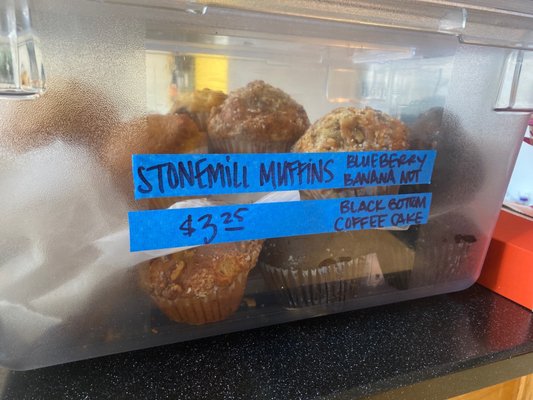 STONEMILL MUFFINS
BLUEBERRY
BANANA NUT
$3.25
BLACK BOTTOM
COFFEE CAKE